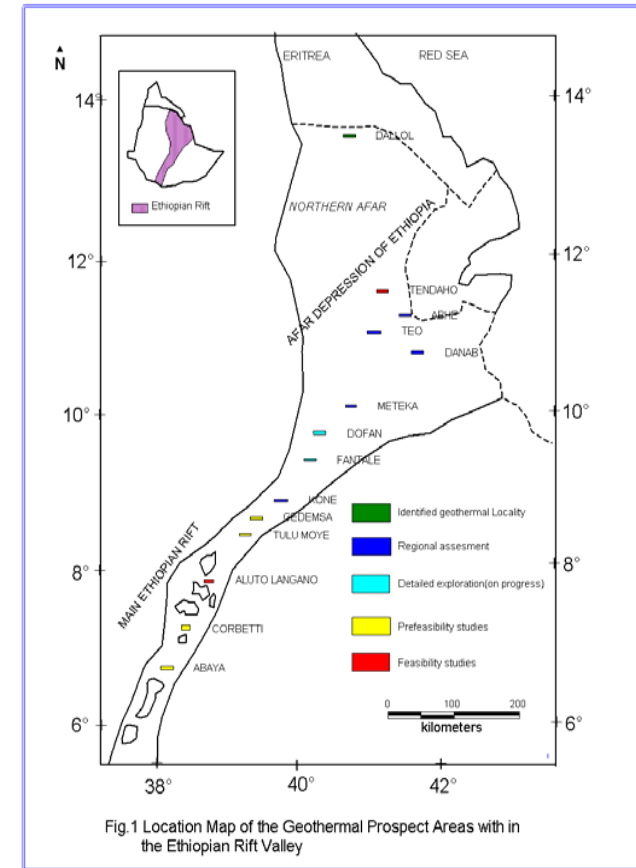 ERITREA
RED SEA
N
14°
14°
DALLOL
NORTHERN AFAR
Ethiopian Rift
AFAR DEPRESSION OF ETHIOPIA
12°
12°
TENDAHO
ABHE
TEO
DANAB
METEKA
10°
10°
DOFAN
FANTALE
KONE
GEDEMSA
TULU MOYE
MAIN ETHIOPIAN RIFT
ALUTO LANGANO
CORBETTI
ABAYA
Identified geothermal Locality
Regional assesment
Detailed exploration(on progress)
Prefeasibility studies
Feasibility studies
8°
8°
0 100 200
kilometers
6°
6°
38° 40° 42°
Fig.1 Location Map of the Geothermal Prospect Areas with in
the Ethiopian Rift Valley